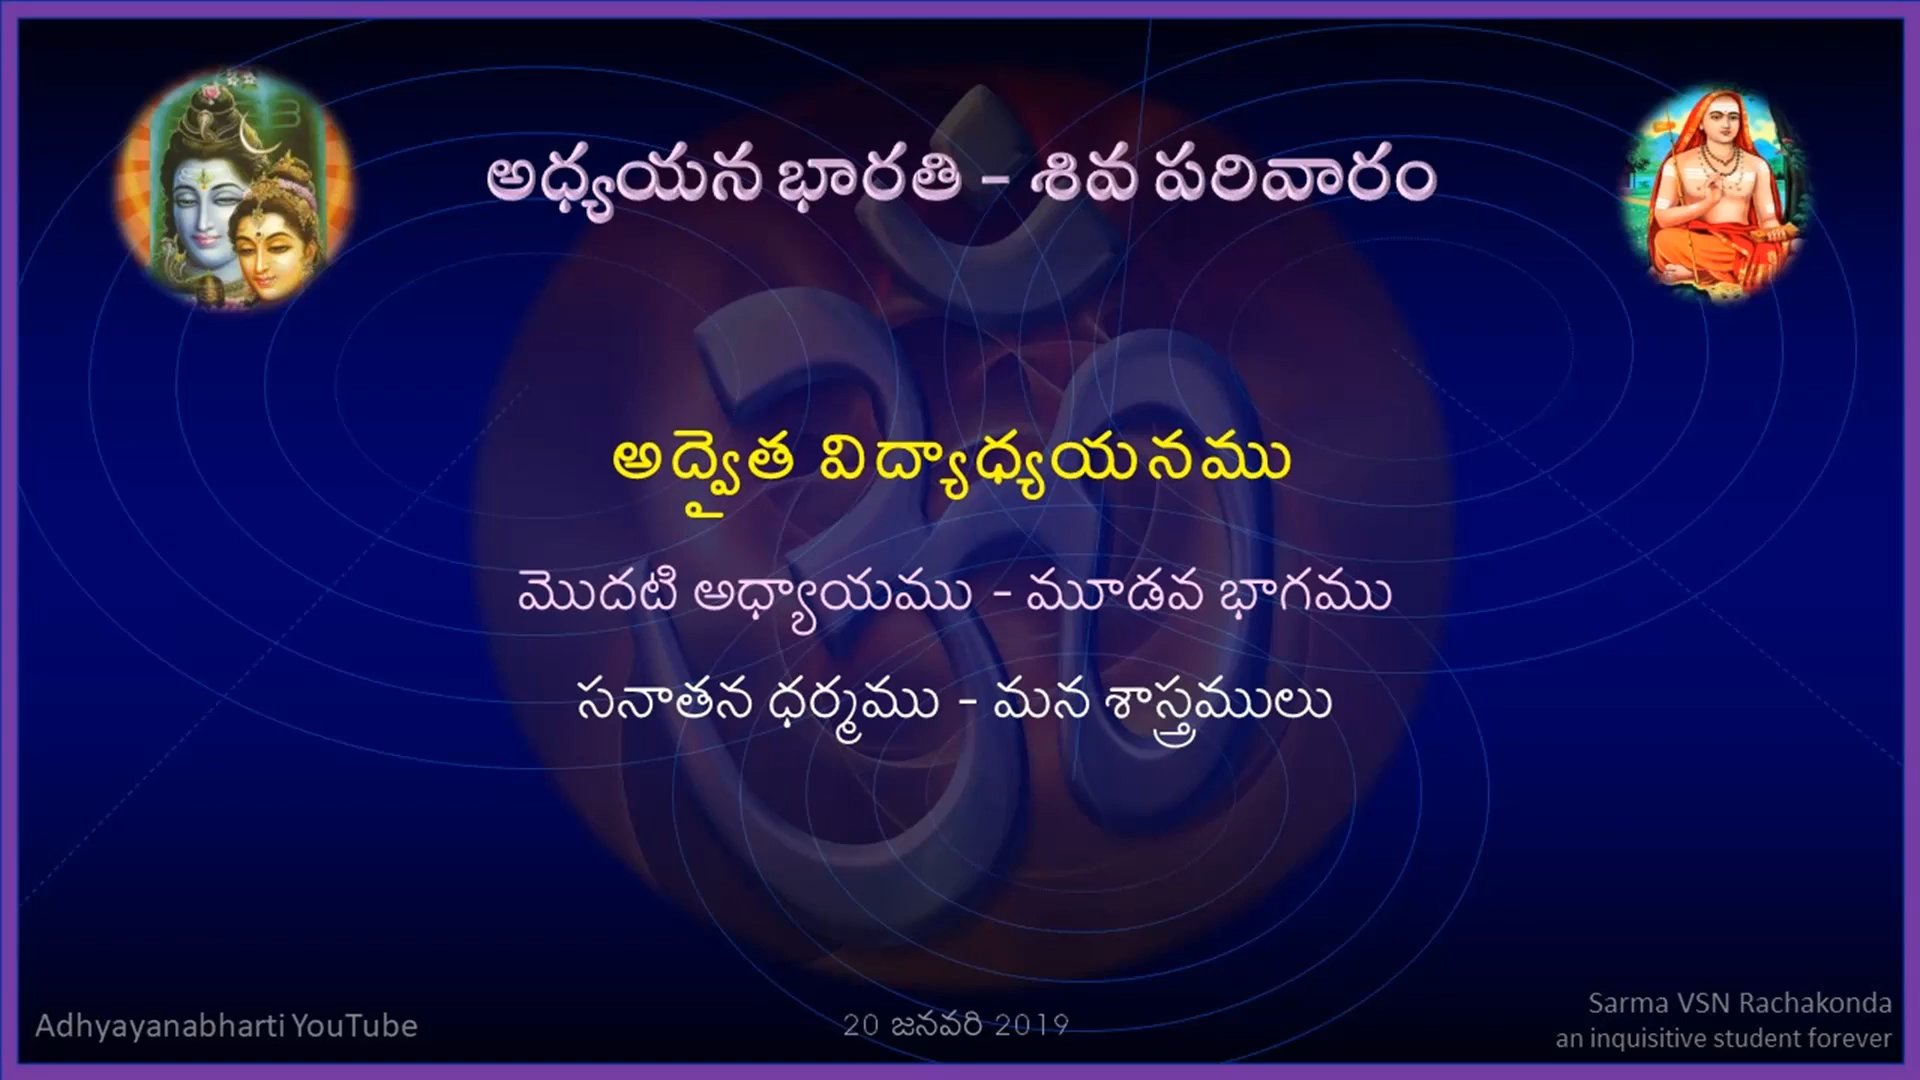 అధ్యయన భారతి - శివ పరివారం
అద్వైత విద్యాధ్యయనము
మొదటి అధ్యాయము - మూడవ భాగము
సనాతన ధర్మము - మన శాస్త్రములు
Adhyayanabharti YouTube
20 జనవరి 2019
Sarma VSN Rachakonda
an inquisitive student forever